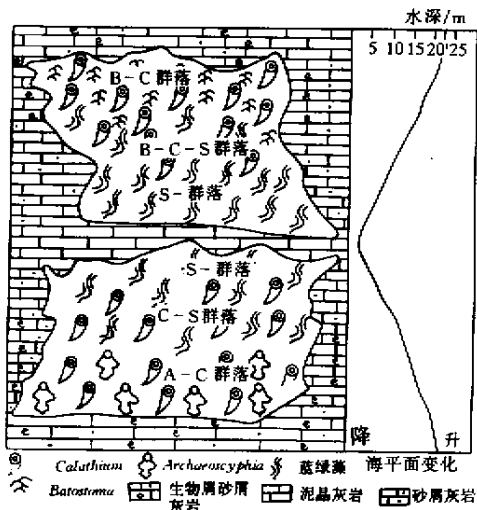 水深/m
5 10 15 20 25
B-C 群落
B-C-S 群落
S-群落
S-群落
C-S 群落
A-C 群落
降 升
Calathium Archaeoscyphia 蓝绿藻 海平面变化
Batostoma 生物屑砂屑灰岩 泥晶灰岩 砂屑灰岩